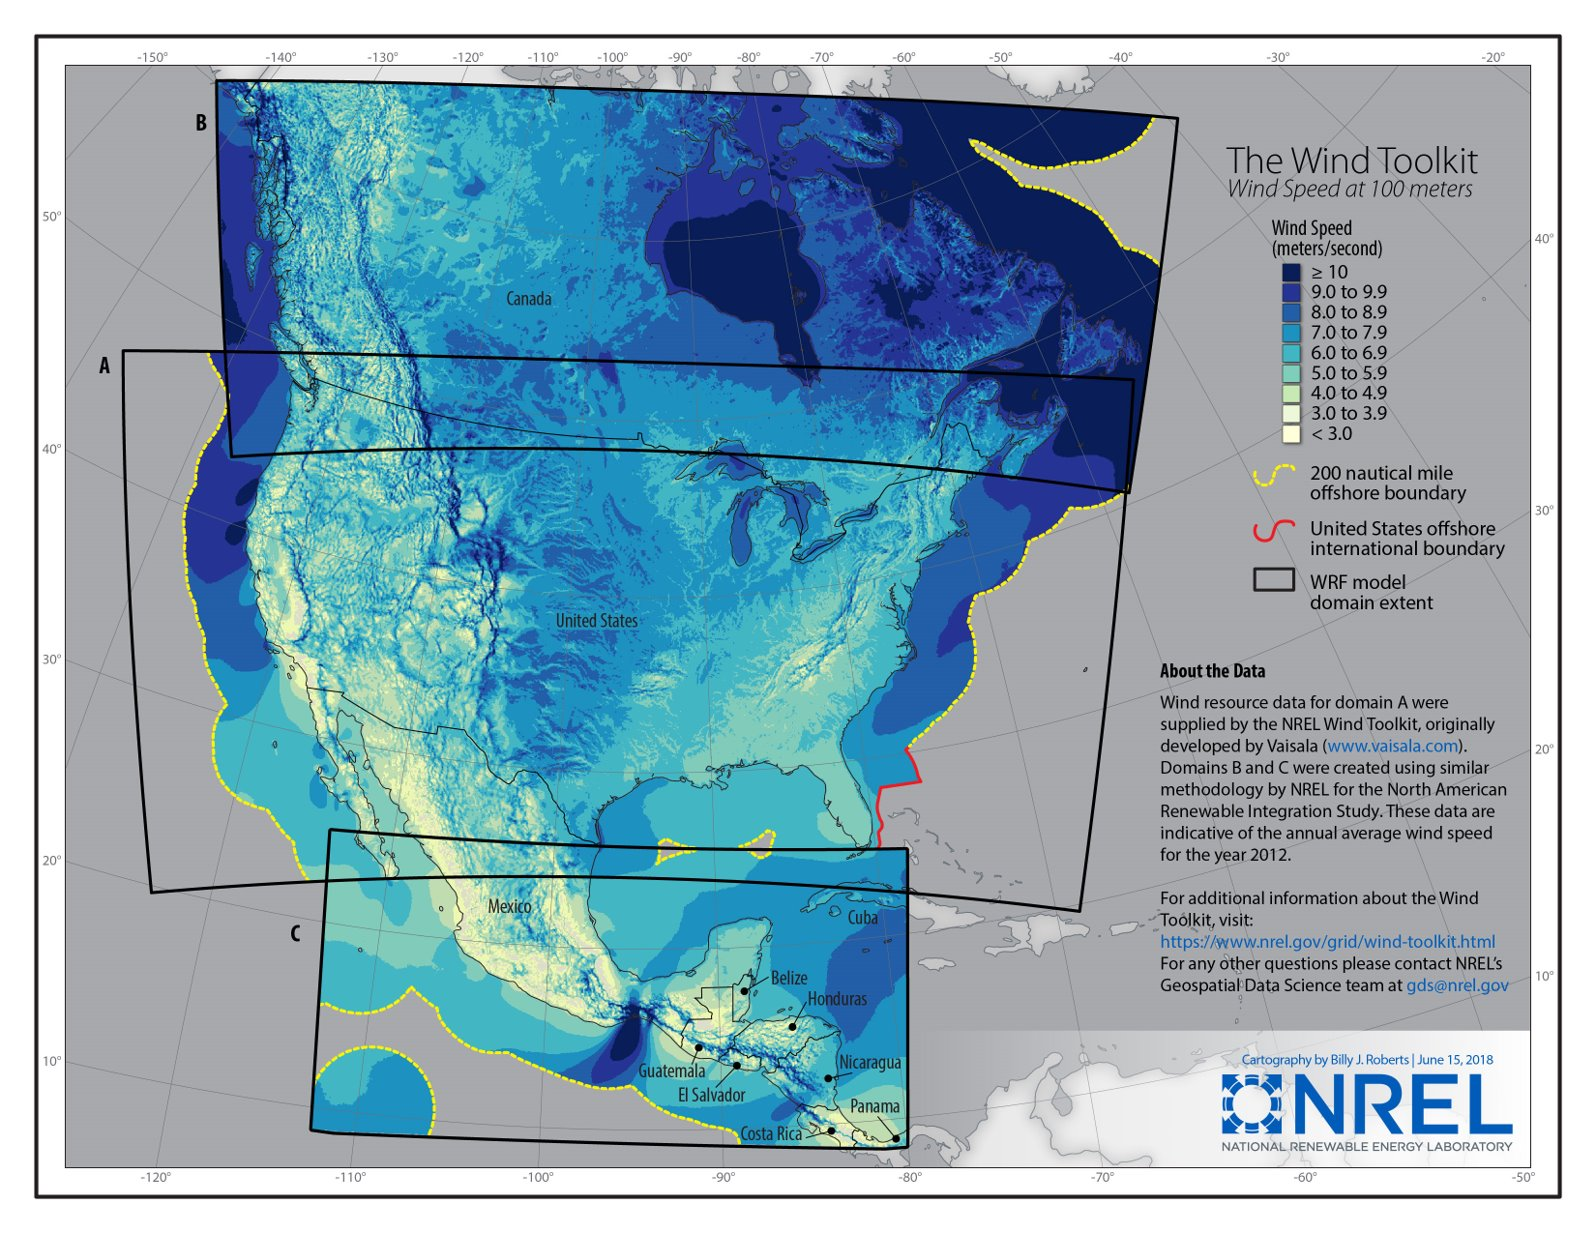 -150° -140° -130° -120° -110° -100° -90° -80° -70° -60° -50° -40° -30° -20°
B
A
C
50°
40°
30°
20°
10°
Canada
United States
Mexico
Cuba
Belize
Honduras
Guatemala
El Salvador
Nicaragua
Panama
Costa Rica
The Wind Toolkit
Wind Speed at 100 meters
Wind Speed
(meters/second)
≥ 10
9.0 to 9.9
8.0 to 8.9
7.0 to 7.9
6.0 to 6.9
5.0 to 5.9
4.0 to 4.9
3.0 to 3.9
< 3.0
200 nautical mile
offshore boundary
United States offshore
international boundary
WRF model
domain extent
40°
30°
20°
10°
About the Data
Wind resource data for domain A were
supplied by the NREL Wind Toolkit, originally
developed by Vaisala (www.vaisala.com).
Domains B and C were created using similar
methodology by NREL for the North American
Renewable Integration Study. These data are
indicative of the annual average wind speed
for the year 2012.
For additional information about the Wind
Toolkit, visit:
https://www.nrel.gov/grid/wind-toolkit.html
For any other questions please contact NREL's
Geospatial Data Science team at gds@nrel.gov
Cartography by Billy J. Roberts | June 15, 2018
NREL
NATIONAL RENEWABLE ENERGY LABORATORY
-120° -110° -100° -90° -80° -70° -60° -50°